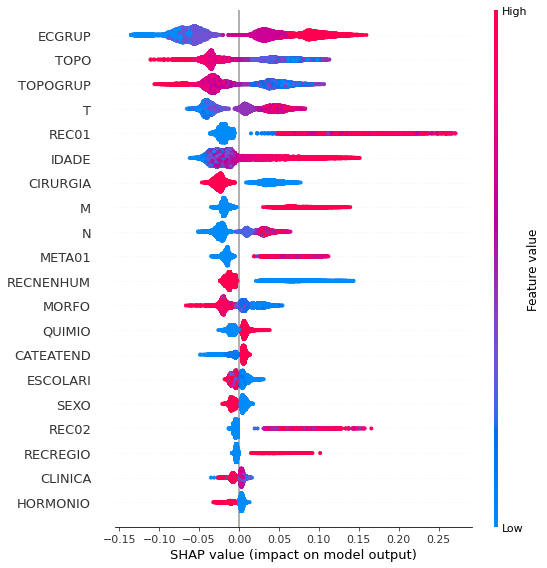 High
ECGRUP
TOPO
TOPOGRUP
T
REC01
IDADE
CIRURGIA
M
N
META01
RECNENHUM
MORFO
QUIMIO
CATEATEND
ESCOLARI
SEXO
REC02
RECREGIO
CLINICA
HORMONIO
Feature value
Low
−0.15 −0.10 −0.05 0.00 0.05 0.10 0.15 0.20 0.25
SHAP value (impact on model output)